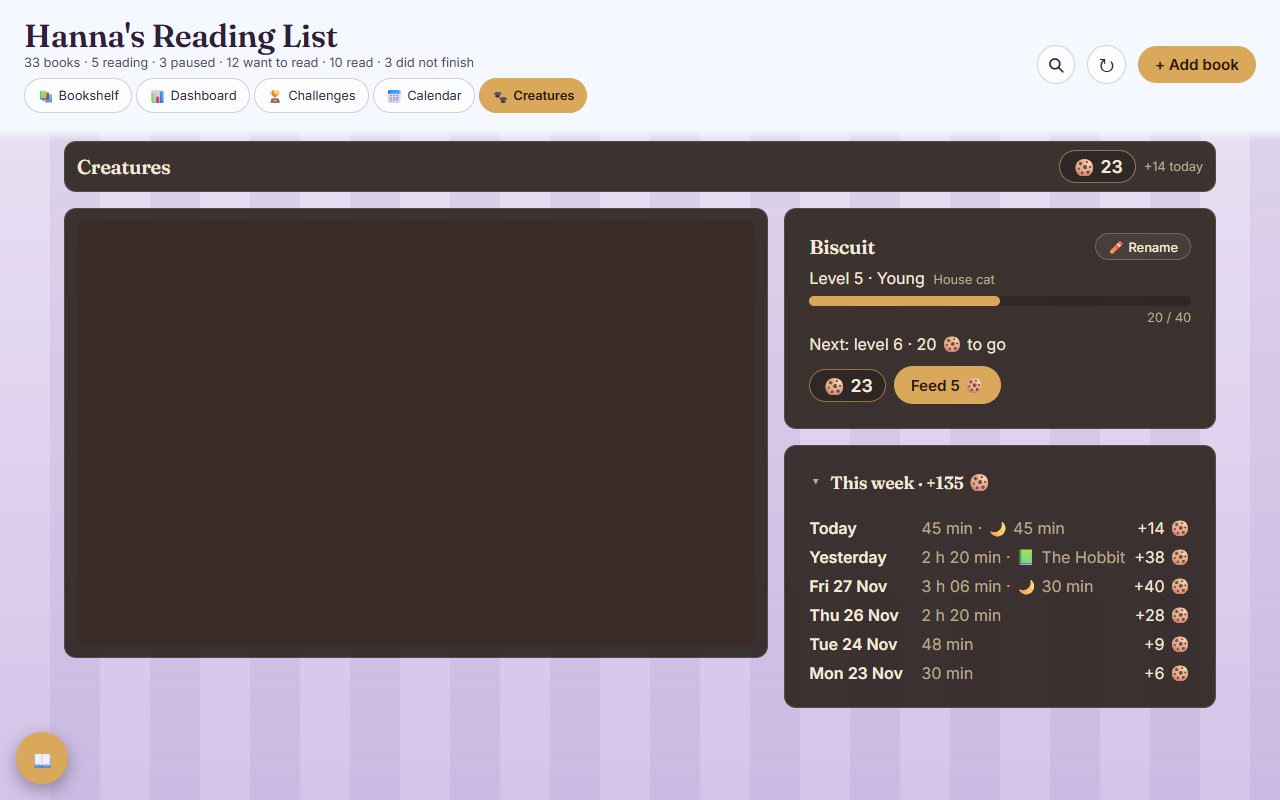 Hanna's Reading List
33 books · 5 reading · 3 paused · 12 want to read · 10 read · 3 did not finish
Bookshelf
Dashboard
Challenges
Calendar
Creatures
+ Add book
Creatures
23
+14 today
Biscuit
Rename
Level 5 · Young House cat
20 / 40
Next: level 6 · 20 🍪 to go
23
Feed 5 🍪
This week · +135 🍪
Today 45 min · 🌙 45 min +14 🍪
Yesterday 2 h 20 min · 📗 The Hobbit +38 🍪
Fri 27 Nov 3 h 06 min · 🌙 30 min +40 🍪
Thu 26 Nov 2 h 20 min +28 🍪
Tue 24 Nov 48 min +9 🍪
Mon 23 Nov 30 min +6 🍪